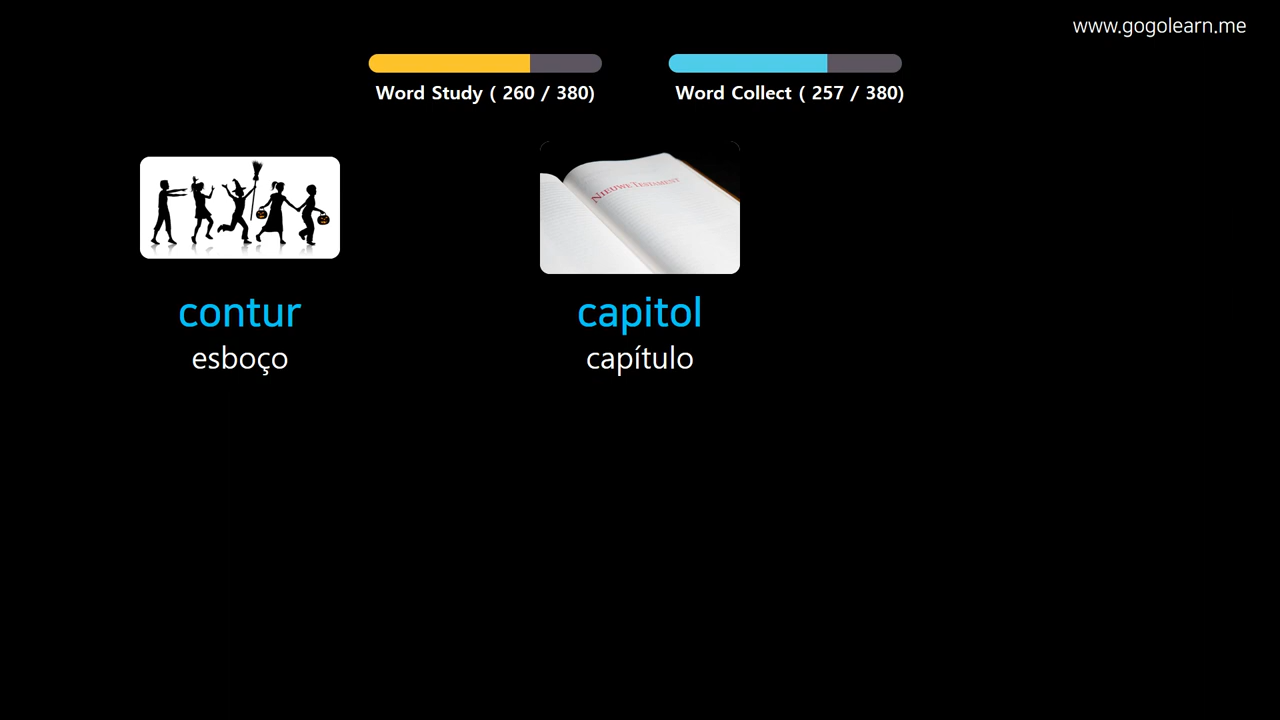 www.gogolearn.me
Word Study ( 260 / 380)
Word Collect ( 257 / 380)
NIEUWE TESTAMENT
contur
capitol
esboço
capítulo